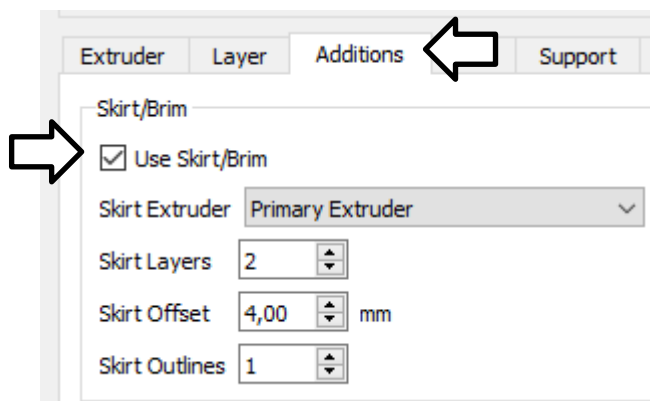 Extruder Layer Additions Support
Skirt/Brim
Use Skirt/Brim
Skirt Extruder Primary Extruder
Skirt Layers 2
Skirt Offset 4,00 mm
Skirt Outlines 1